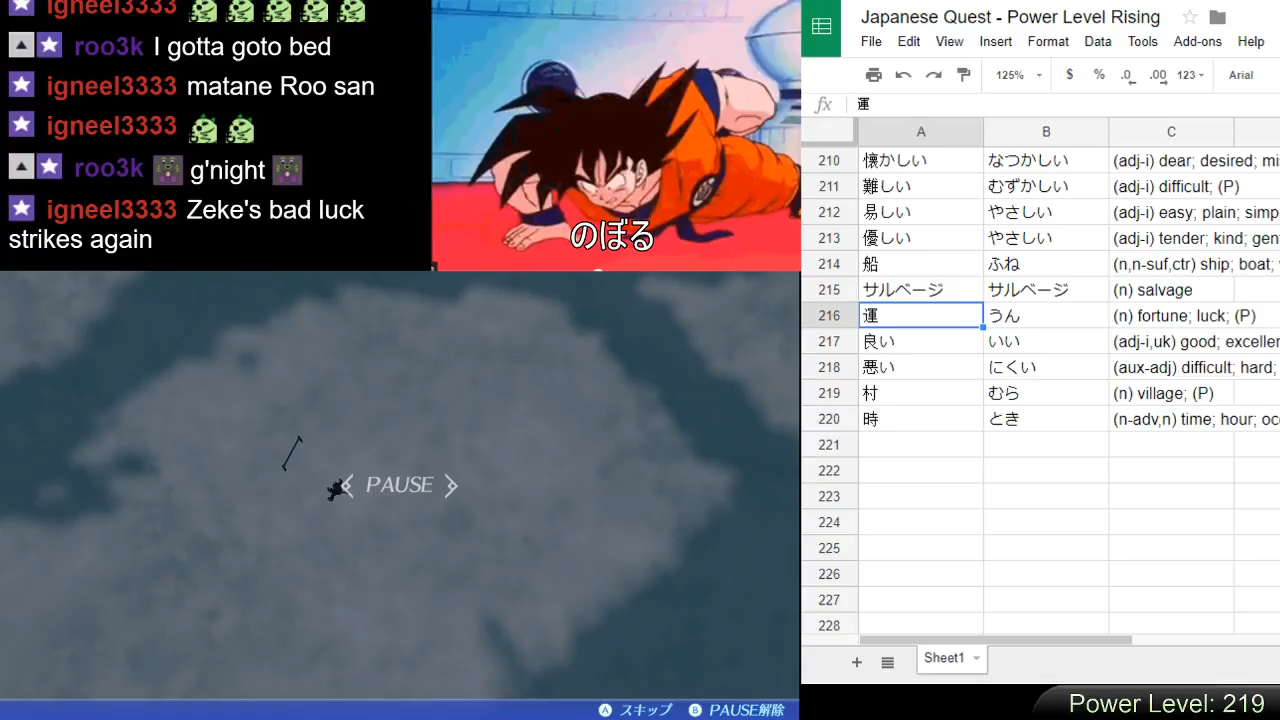 igneel3333
roo3k I gotta goto bed
igneel3333 matane Roo san
igneel3333
roo3k g'night
igneel3333 Zeke's bad luck
strikes again
のぼる
Japanese Quest - Power Level Rising
File Edit View Insert Format Data Tools Add-ons Help
125% $ % .0 .00 123 Arial
fx 運
A B C
210 懐かしい なつかしい (adj-i) dear; desired; mi
211 難しい むずかしい (adj-i) difficult; (P)
212 易しい やさしい (adj-i) easy, plain, simp
213 優しい やさしい (adj-i) tender; kind; gen
214 船 ふね (n,n-suf,ctr) ship; boat;
215 サルベージ サルベージ (n) salvage
216 運 うん (n) fortune; luck; (P)
217 良い いい (adj-i,uk) good; exceller
218 悪い にくい (aux-adj) difficult; hard;
219 村 むら (n) village; (P)
220 時 とき (n-adv,n) time; hour; occ
221
222
223
224
225
226
227
228
Sheet1
PAUSE
A スキップ B PAUSE解除
Power Level: 219